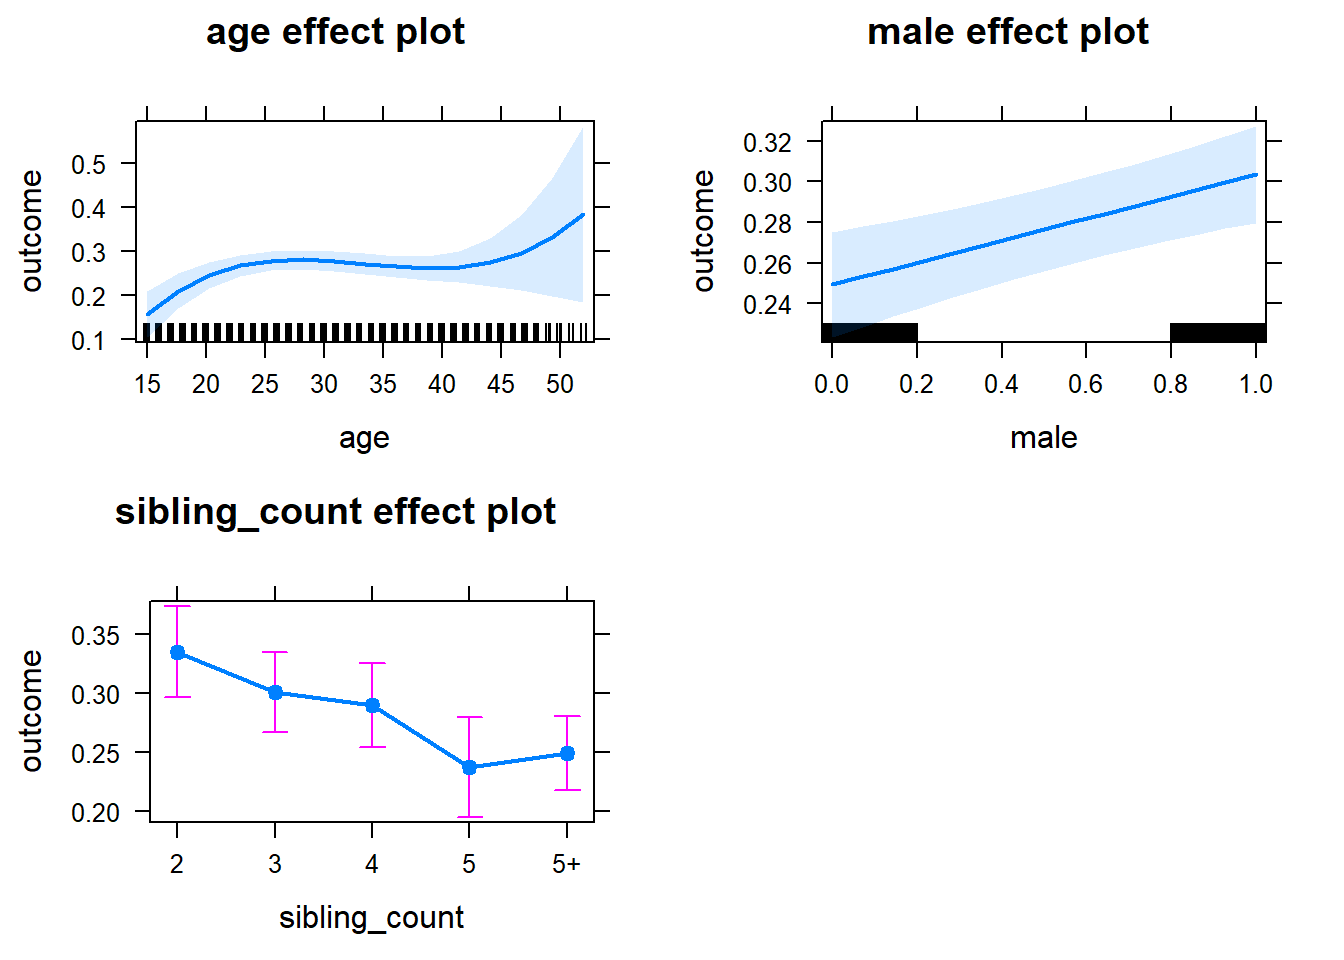 age effect plot
outcome
0.5
0.4
0.3
0.2
0.1
15 20 25 30 35 40 45 50
age
male effect plot
outcome
0.32
0.30
0.28
0.26
0.24
0.0 0.2 0.4 0.6 0.8 1.0
male
sibling_count effect plot
outcome
0.35
0.30
0.25
0.20
2 3 4 5 5+
sibling_count